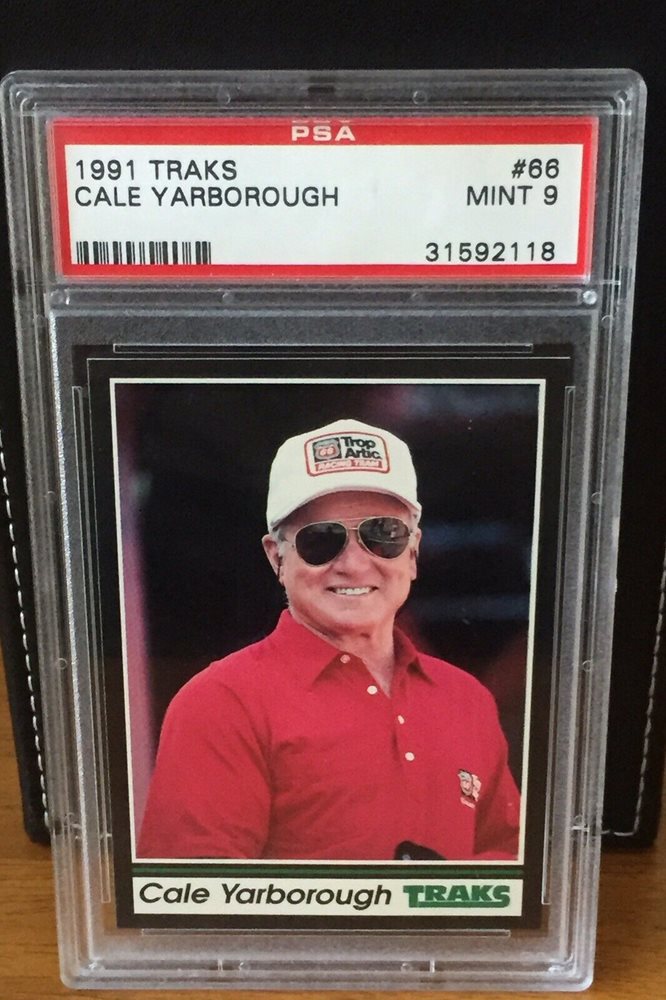 PSA
1991 TRAKS #66
CALE YARBOROUGH MINT 9
31592118
66 Trop
Artic
RACING TEAM
Cale Yarborough TRAKS